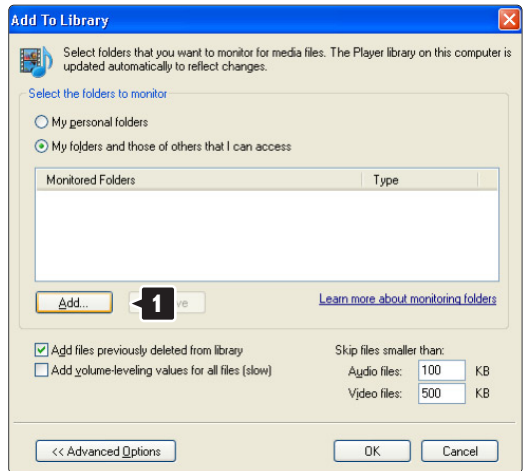 Add To Library
Select folders that you want to monitor for media files. The Player library on this computer is
updated automatically to reflect changes.
Select the folders to monitor
My personal folders
My folders and those of others that I can access
Monitored Folders Type
Add... 1 Learn more about monitoring folders
Add files previously deleted from library
Add volume-leveling values for all files (slow)
Skip files smaller than:
Audio files: 100 KB
Video files: 500 KB
<< Advanced Options OK Cancel